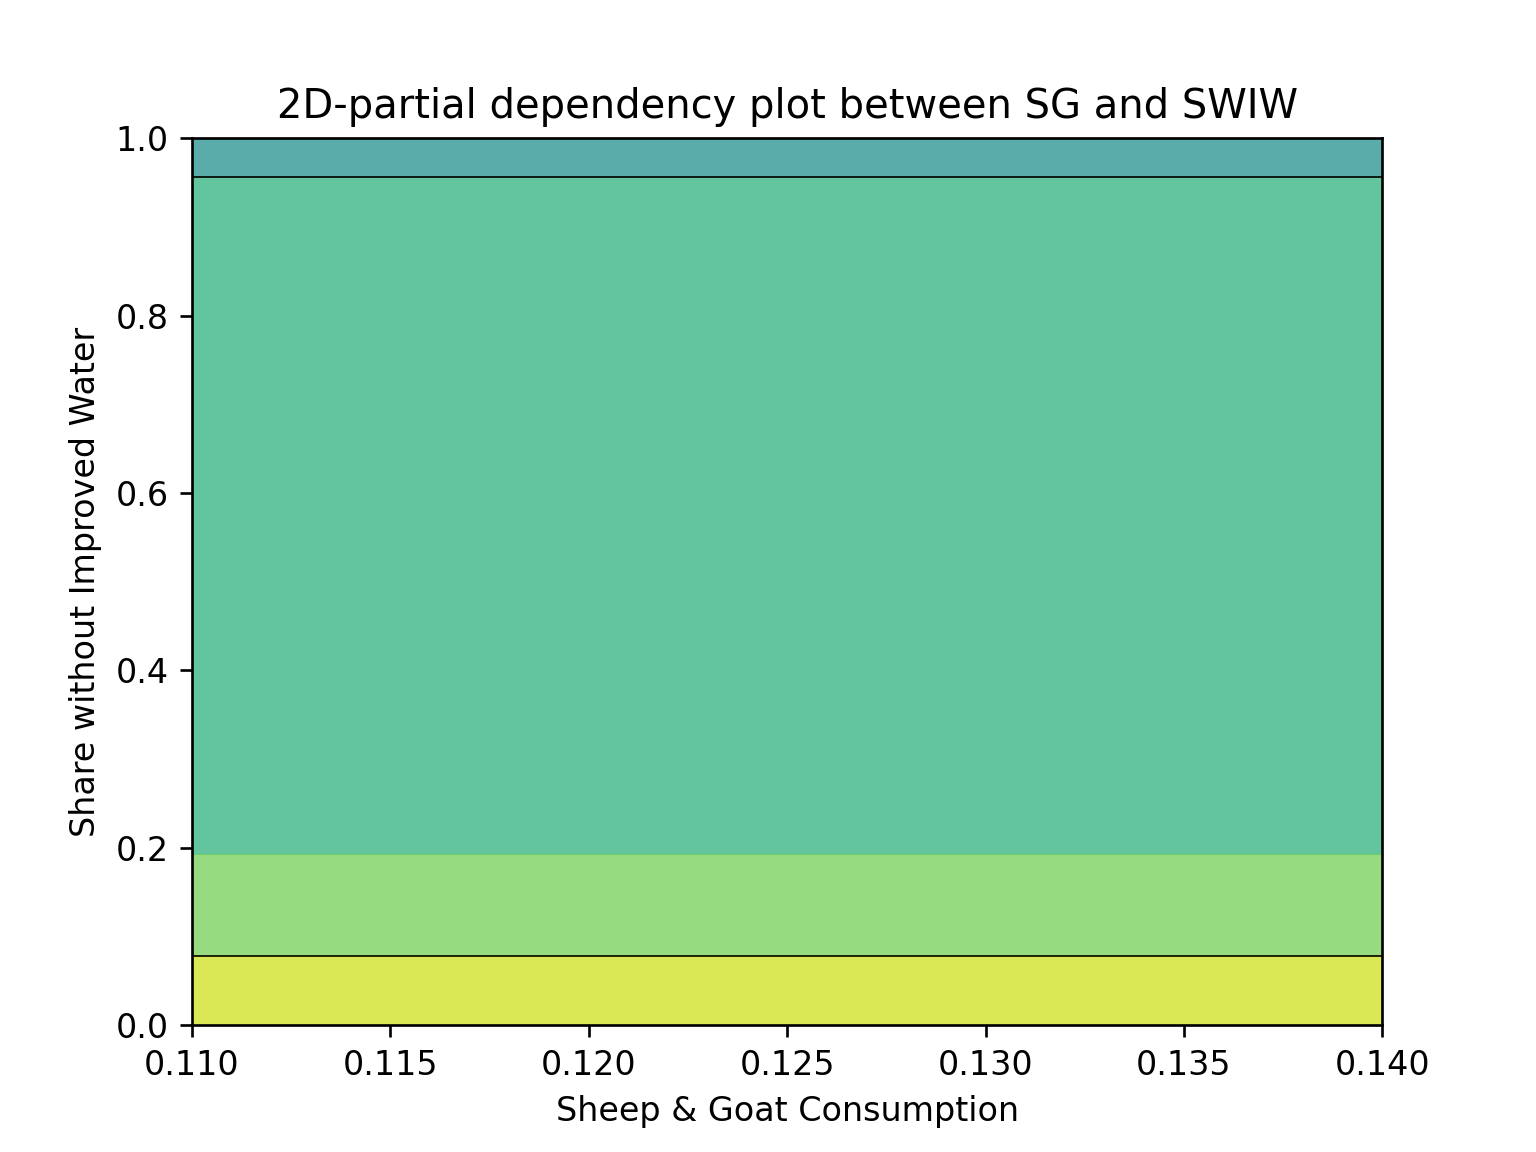 2D-partial dependency plot between SG and SWIW
1.0
0.8
0.6
0.4
0.2
0.0
Share without Improved Water
0.110 0.115 0.120 0.125 0.130 0.135 0.140
Sheep & Goat Consumption